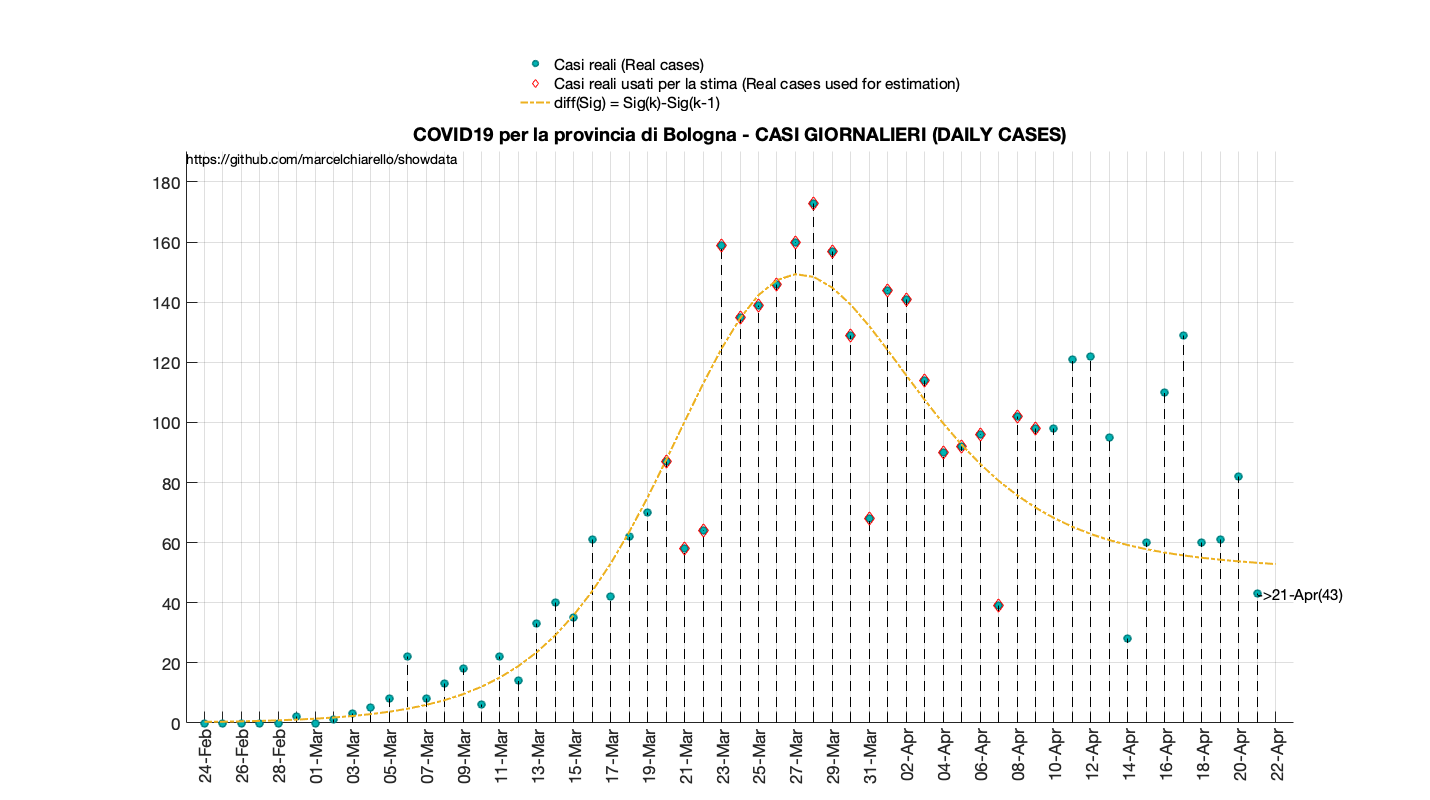 Casi reali (Real cases)
Casi reali usati per la stima (Real cases used for estimation)
diff(Sig) = Sig(k)-Sig(k-1)
COVID19 per la provincia di Bologna - CASI GIORNALIERI (DAILY CASES)
https://github.com/marcelchiarello/showdata
180
160
140
120
100
80
60
40
20
0
->21-Apr(43)
24-Feb
26-Feb
28-Feb
01-Mar
03-Mar
05-Mar
07-Mar
09-Mar
11-Mar
13-Mar
15-Mar
17-Mar
19-Mar
21-Mar
23-Mar
25-Mar
27-Mar
29-Mar
31-Mar
02-Apr
04-Apr
06-Apr
08-Apr
10-Apr
12-Apr
14-Apr
16-Apr
18-Apr
20-Apr
22-Apr